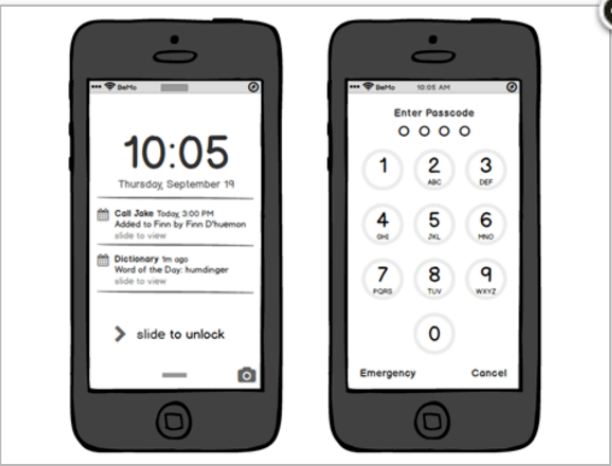 BeMo
10:05
Thursday, September 19
Call Jake Today, 3:00 PM
Added to Finn by Finn D'huemon
slide to view
Dictionary 1m ago
Word of the Day: humdinger
slide to view
slide to unlock
BeMo 10:05 AM
Enter Passcode
1 2 3
ABC DEF
4 5 6
GHI JKL MNO
7 8 9
PQRS TUV WXYZ
0
Emergency Cancel